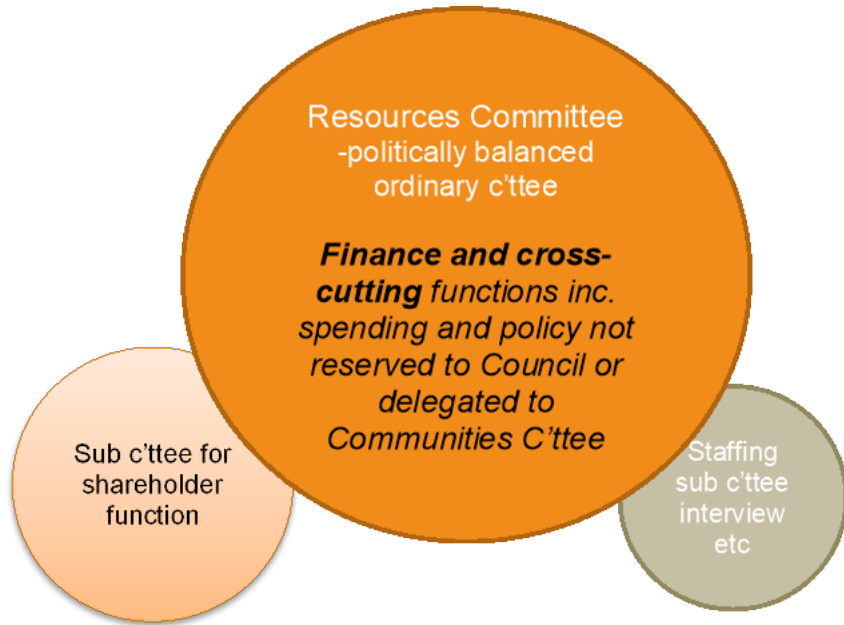 Resources Committee
-politically balanced
ordinary c'ttee
Finance and cross-
cutting functions inc.
spending and policy not
reserved to Council or
delegated to
Communities C'ttee
Sub c'ttee for
shareholder
function
Staffing
sub c'ttee
interview
etc